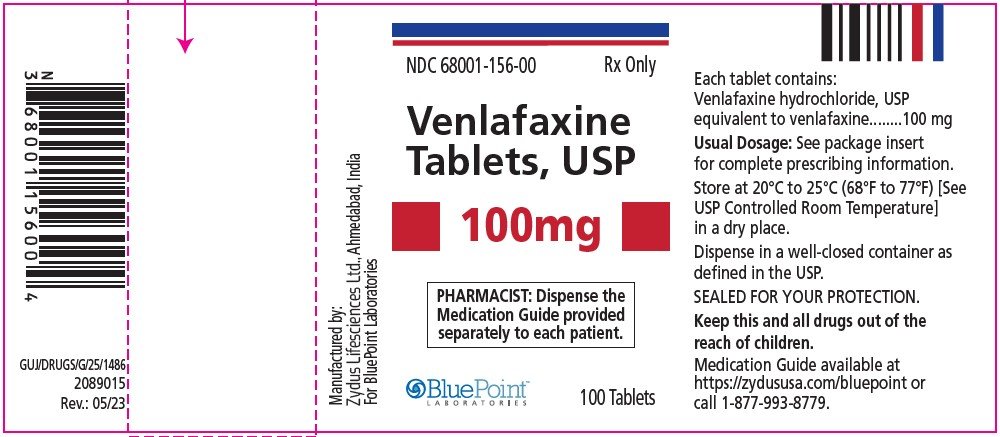 N
3 68001 15600 4
GUJ/DRUGS/G/25/1486
2089015
Rev.: 05/23
Manufactured by:
Zydus Lifesciences Ltd., Ahmedabad, India
For BluePoint Laboratories
NDC 68001-156-00 Rx Only
Venlafaxine
Tablets, USP
100mg
PHARMACIST: Dispense the
Medication Guide provided
separately to each patient.
BluePoint™
LABORATORIES
100 Tablets
Each tablet contains:
Venlafaxine hydrochloride, USP
equivalent to venlafaxine........100 mg
Usual Dosage: See package insert
for complete prescribing information.
Store at 20°C to 25°C (68°F to 77°F) [See
USP Controlled Room Temperature]
in a dry place.
Dispense in a well-closed container as
defined in the USP.
SEALED FOR YOUR PROTECTION.
Keep this and all drugs out of the
reach of children.
Medication Guide available at
https://zydususa.com/bluepoint or
call 1-877-993-8779.